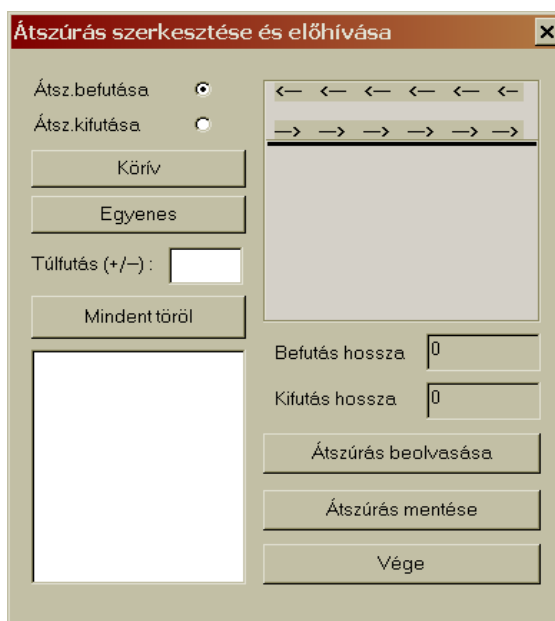 Átszúrás szerkesztése és előhívása
Átsz.befutása
Átsz.kifutása
Körív
Egyenes
Túlfutás (+/–) :
Mindent töröl
<— <— <— <— <— <–
—> —> —> —> —> —>
Befutás hossza 0
Kifutás hossza 0
Átszúrás beolvasása
Átszúrás mentése
Vége